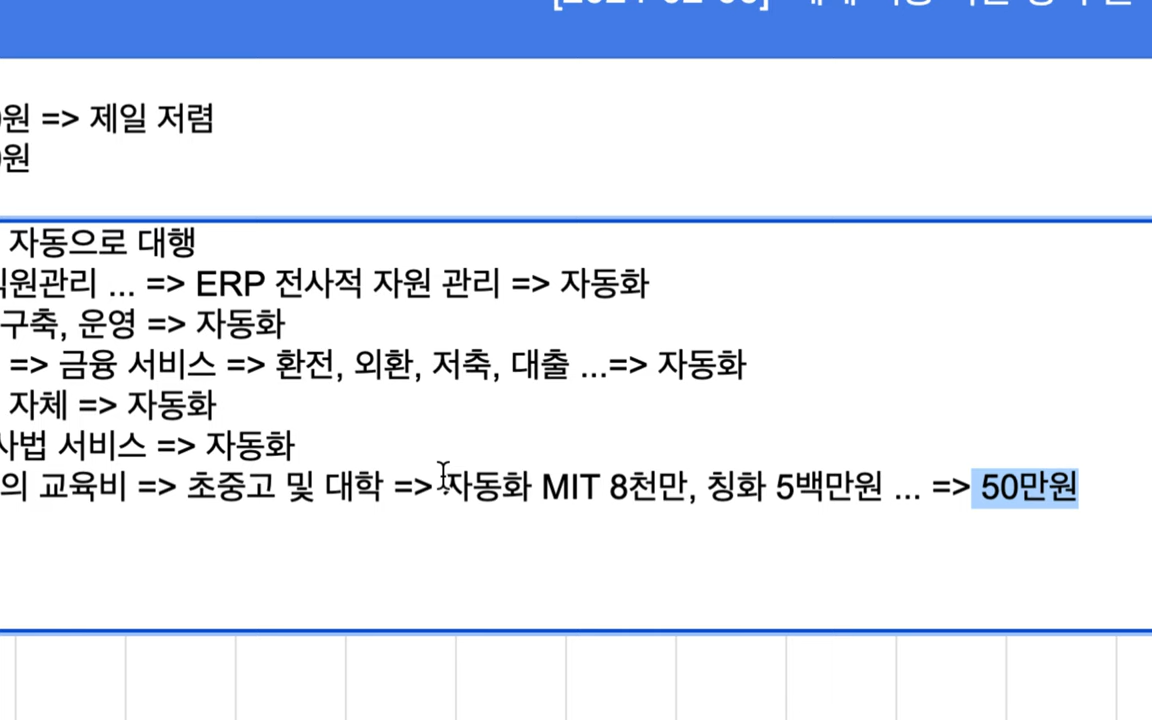 원 => 제일 저렴
원
자동으로 대행
원관리 ... => ERP 전사적 자원 관리 => 자동화
구축, 운영 => 자동화
=> 금융 서비스 => 환전, 외환, 저축, 대출 ...=> 자동화
자체 => 자동화
사법 서비스 => 자동화
의 교육비 => 초중고 및 대학 => 자동화 MIT 8천만, 칭화 5백만원 ... => 50만원